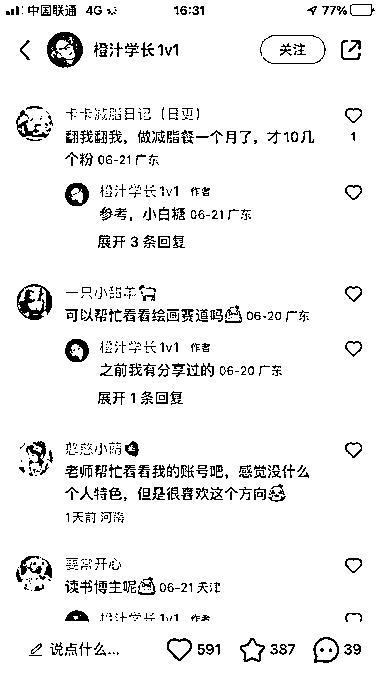 中国联通 4G 16:31 77%
橙汁学长1v1 关注
卡卡减脂日记（日更）
翻我翻我，做减脂餐一个月了，才10几
个粉 06-21 广东
1
橙汁学长1v1 作者
参考，小白糖 06-21 广东
展开 3 条回复
一只小甜羊
可以帮忙看看绘画赛道吗 06-20 广东
橙汁学长1v1 作者
之前我有分享过的 06-20 广东
展开 1 条回复
憨憨小萌
老师帮忙看看我的账号吧，感觉没什么
个人特色，但是很喜欢这个方向
1天前 河南
要常开心
读书博主呢 06-21 天津
橙汁学长1v1 作者
说点什么... 591 387 39